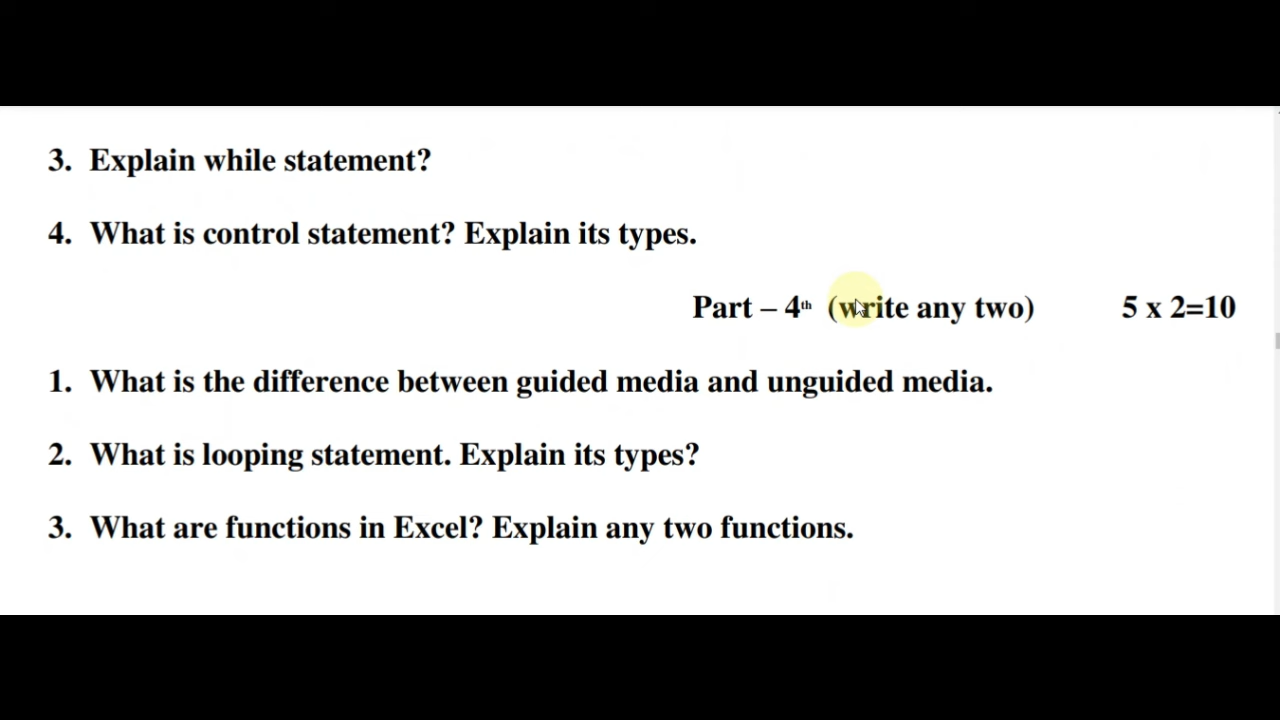 3. Explain while statement?
4. What is control statement? Explain its types.
Part – 4th (write any two) 5 x 2=10
1. What is the difference between guided media and unguided media.
2. What is looping statement. Explain its types?
3. What are functions in Excel? Explain any two functions.